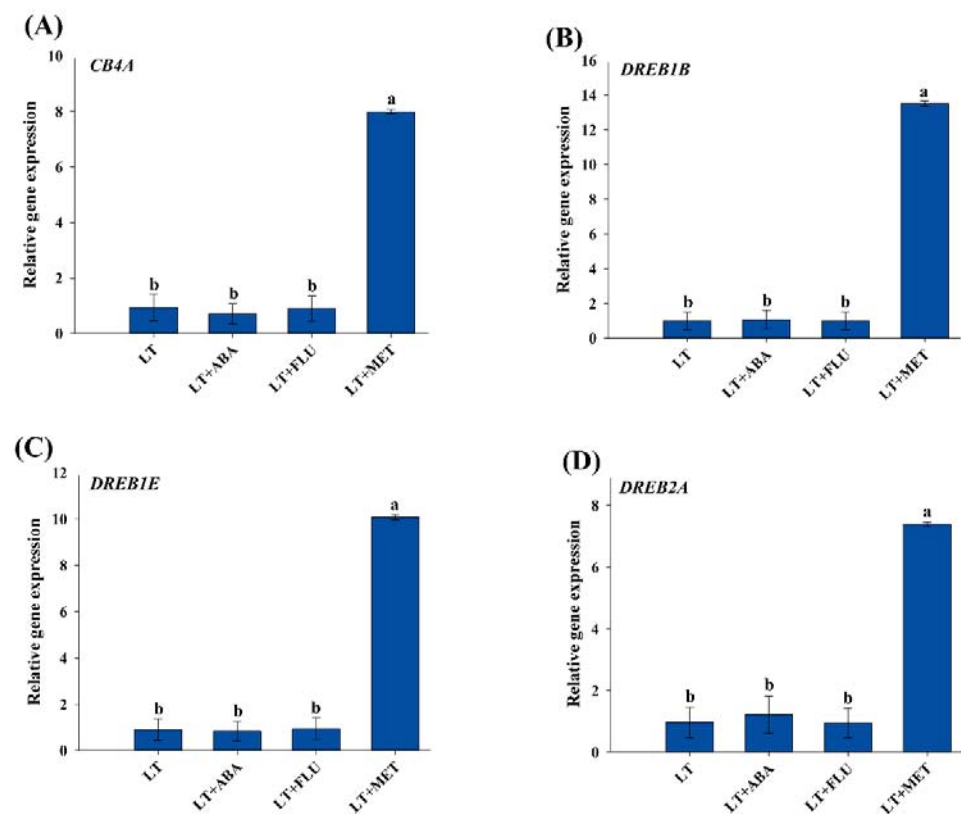 (A)
CB4A
Relative gene expression
10
8
6
4
2
0
a
b
b
b
LT
LT+ABA
LT+FLU
LT+MET
(B)
DREB1B
Relative gene expression
16
14
12
10
8
6
4
2
0
a
b
b
b
LT
LT+ABA
LT+FLU
LT+MET
(C)
DREB1E
Relative gene expression
12
10
8
6
4
2
0
a
b
b
b
LT
LT+ABA
LT+FLU
LT+MET
(D)
DREB2A
Relative gene expression
8
6
4
2
0
a
b
b
b
LT
LT+ABA
LT+FLU
LT+MET